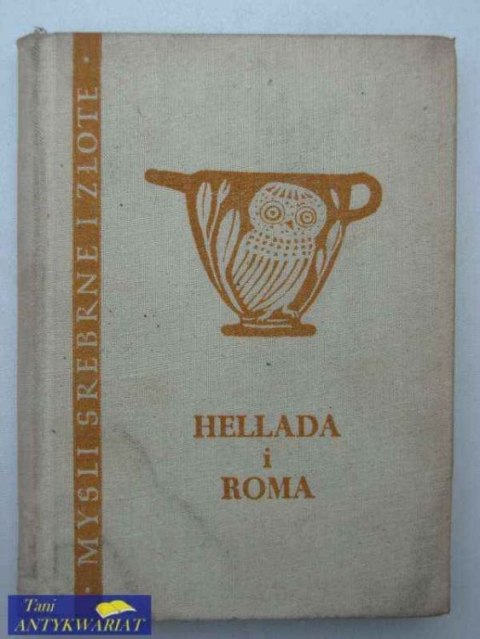 · MYŚLI SREBRNE I ZŁOTE ·
HELLADA
i
ROMA
Tani
ANTYKWARIAT